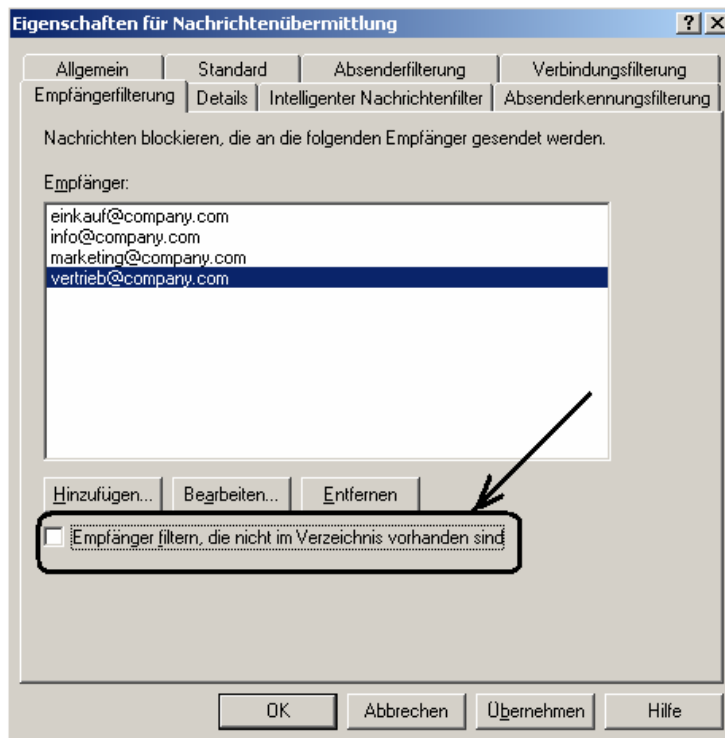 Eigenschaften für Nachrichtenübermittlung
Allgemein Standard Absenderfilterung Verbindungsfilterung
Empfängerfilterung Details Intelligenter Nachrichtenfilter Absenderkennungsfilterung
Nachrichten blockieren, die an die folgenden Empfänger gesendet werden.
Empfänger:
einkauf@company.com
info@company.com
marketing@company.com
vertrieb@company.com
Hinzufügen... Bearbeiten... Entfernen
Empfänger filtern, die nicht im Verzeichnis vorhanden sind
OK Abbrechen Übernehmen Hilfe